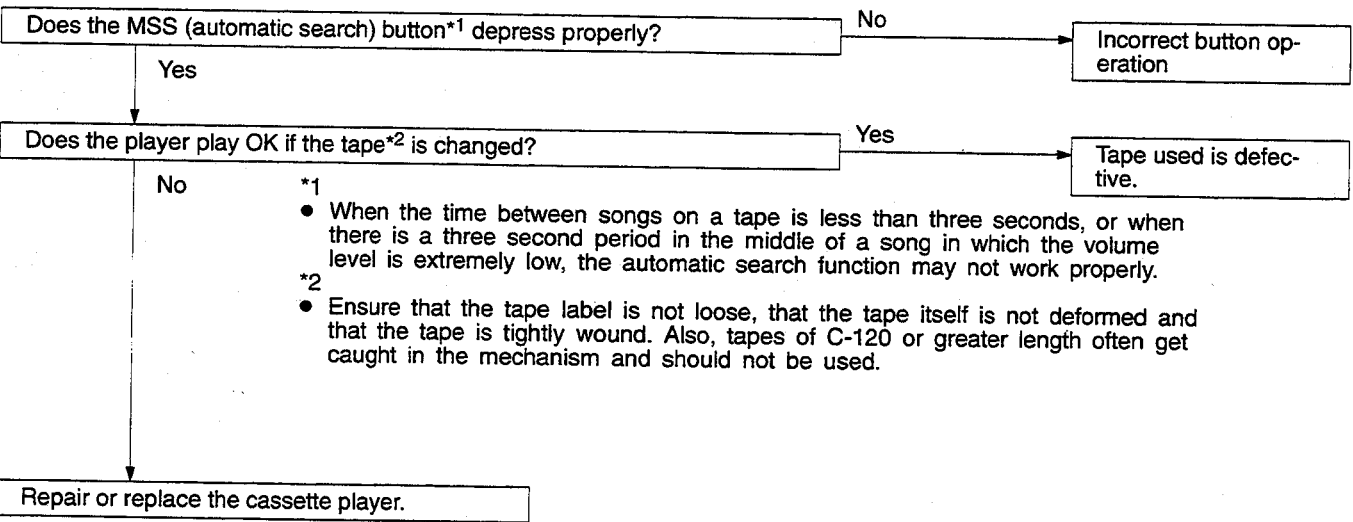 Does the MSS (automatic search) button*1 depress properly?
No
Incorrect button op-
eration
Yes
Does the player play OK if the tape*2 is changed?
Yes
Tape used is defec-
tive.
No
*1
● When the time between songs on a tape is less than three seconds, or when
there is a three second period in the middle of a song in which the volume
level is extremely low, the automatic search function may not work properly.
*2
● Ensure that the tape label is not loose, that the tape itself is not deformed and
that the tape is tightly wound. Also, tapes of C-120 or greater length often get
caught in the mechanism and should not be used.
Repair or replace the cassette player.